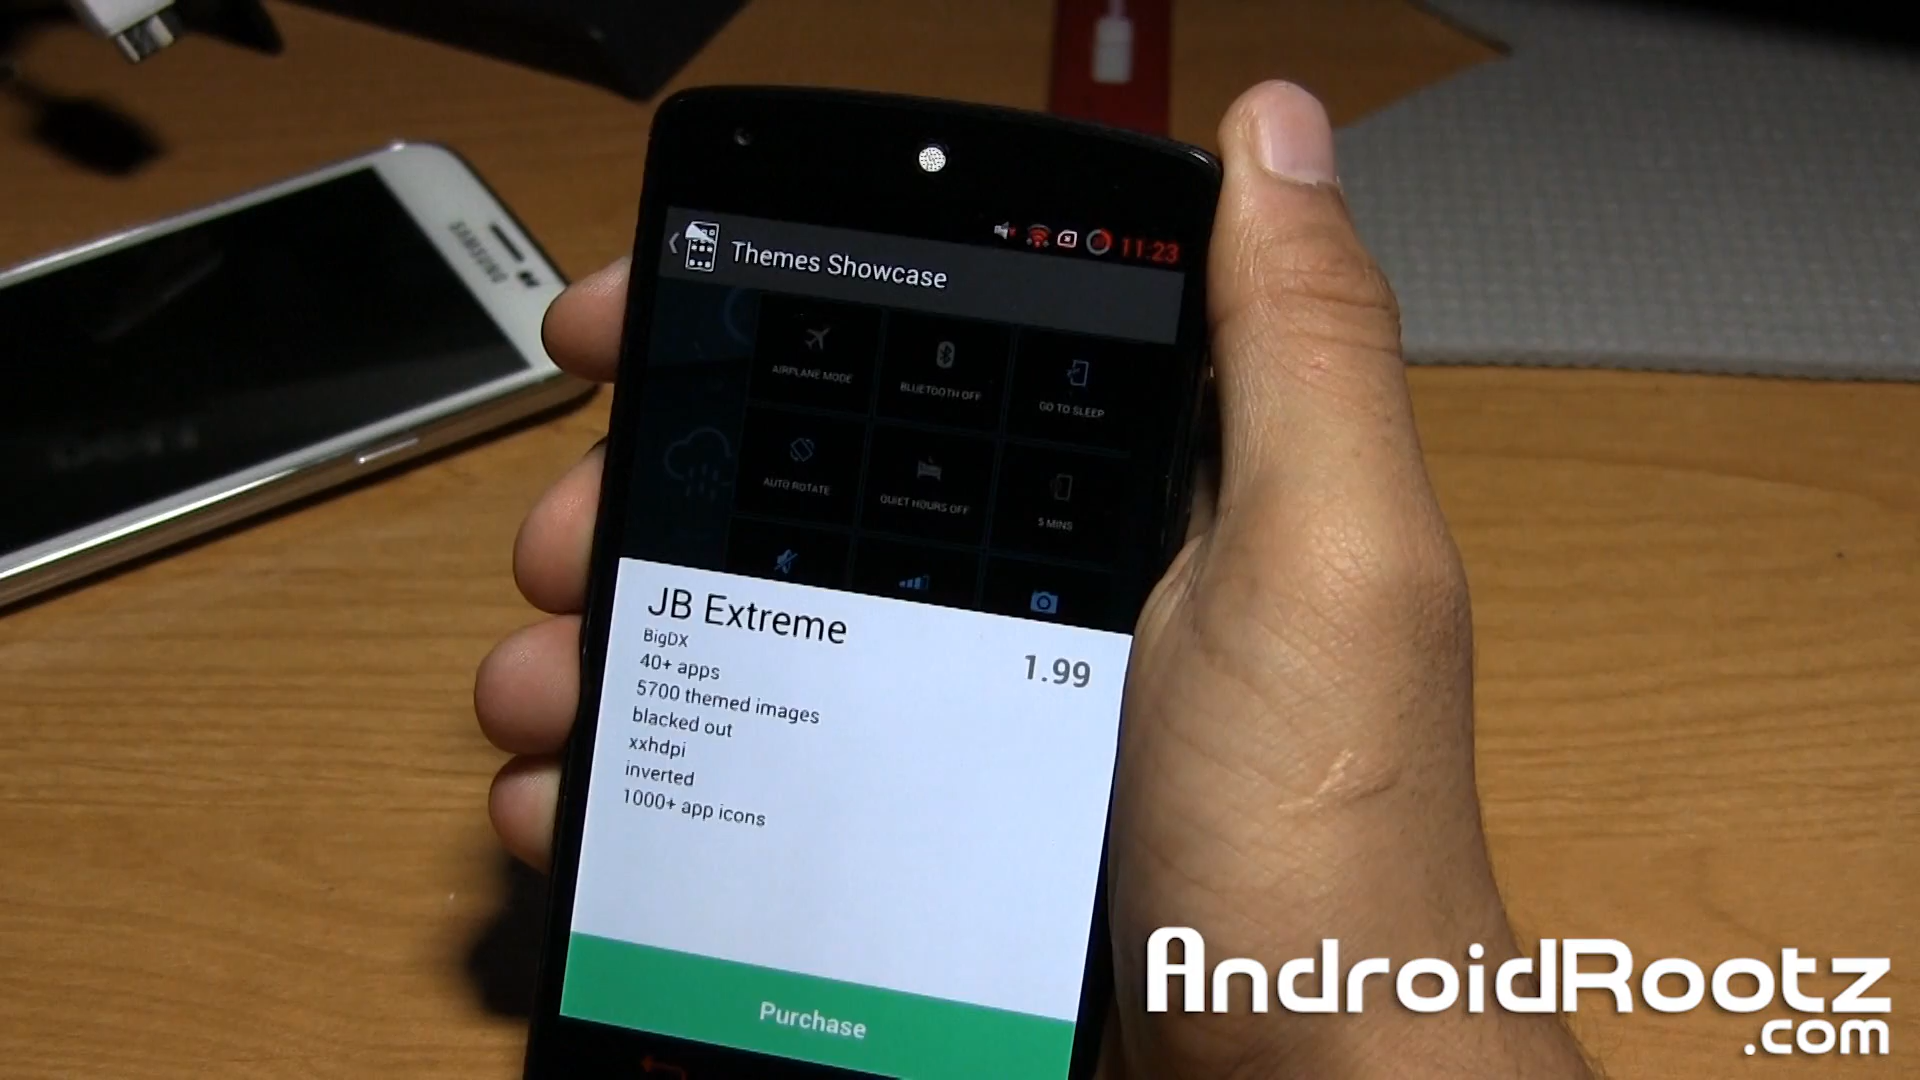 SAMSUNG
11:23
Themes Showcase
AIRPLANE MODE
BLUETOOTH OFF
GO TO SLEEP
AUTO ROTATE
QUIET HOURS OFF
5 MINS
JB Extreme
BigDX
1.99
40+ apps
5700 themed images
blacked out
xxhdpi
inverted
1000+ app icons
Purchase
AndroidRootz
.com